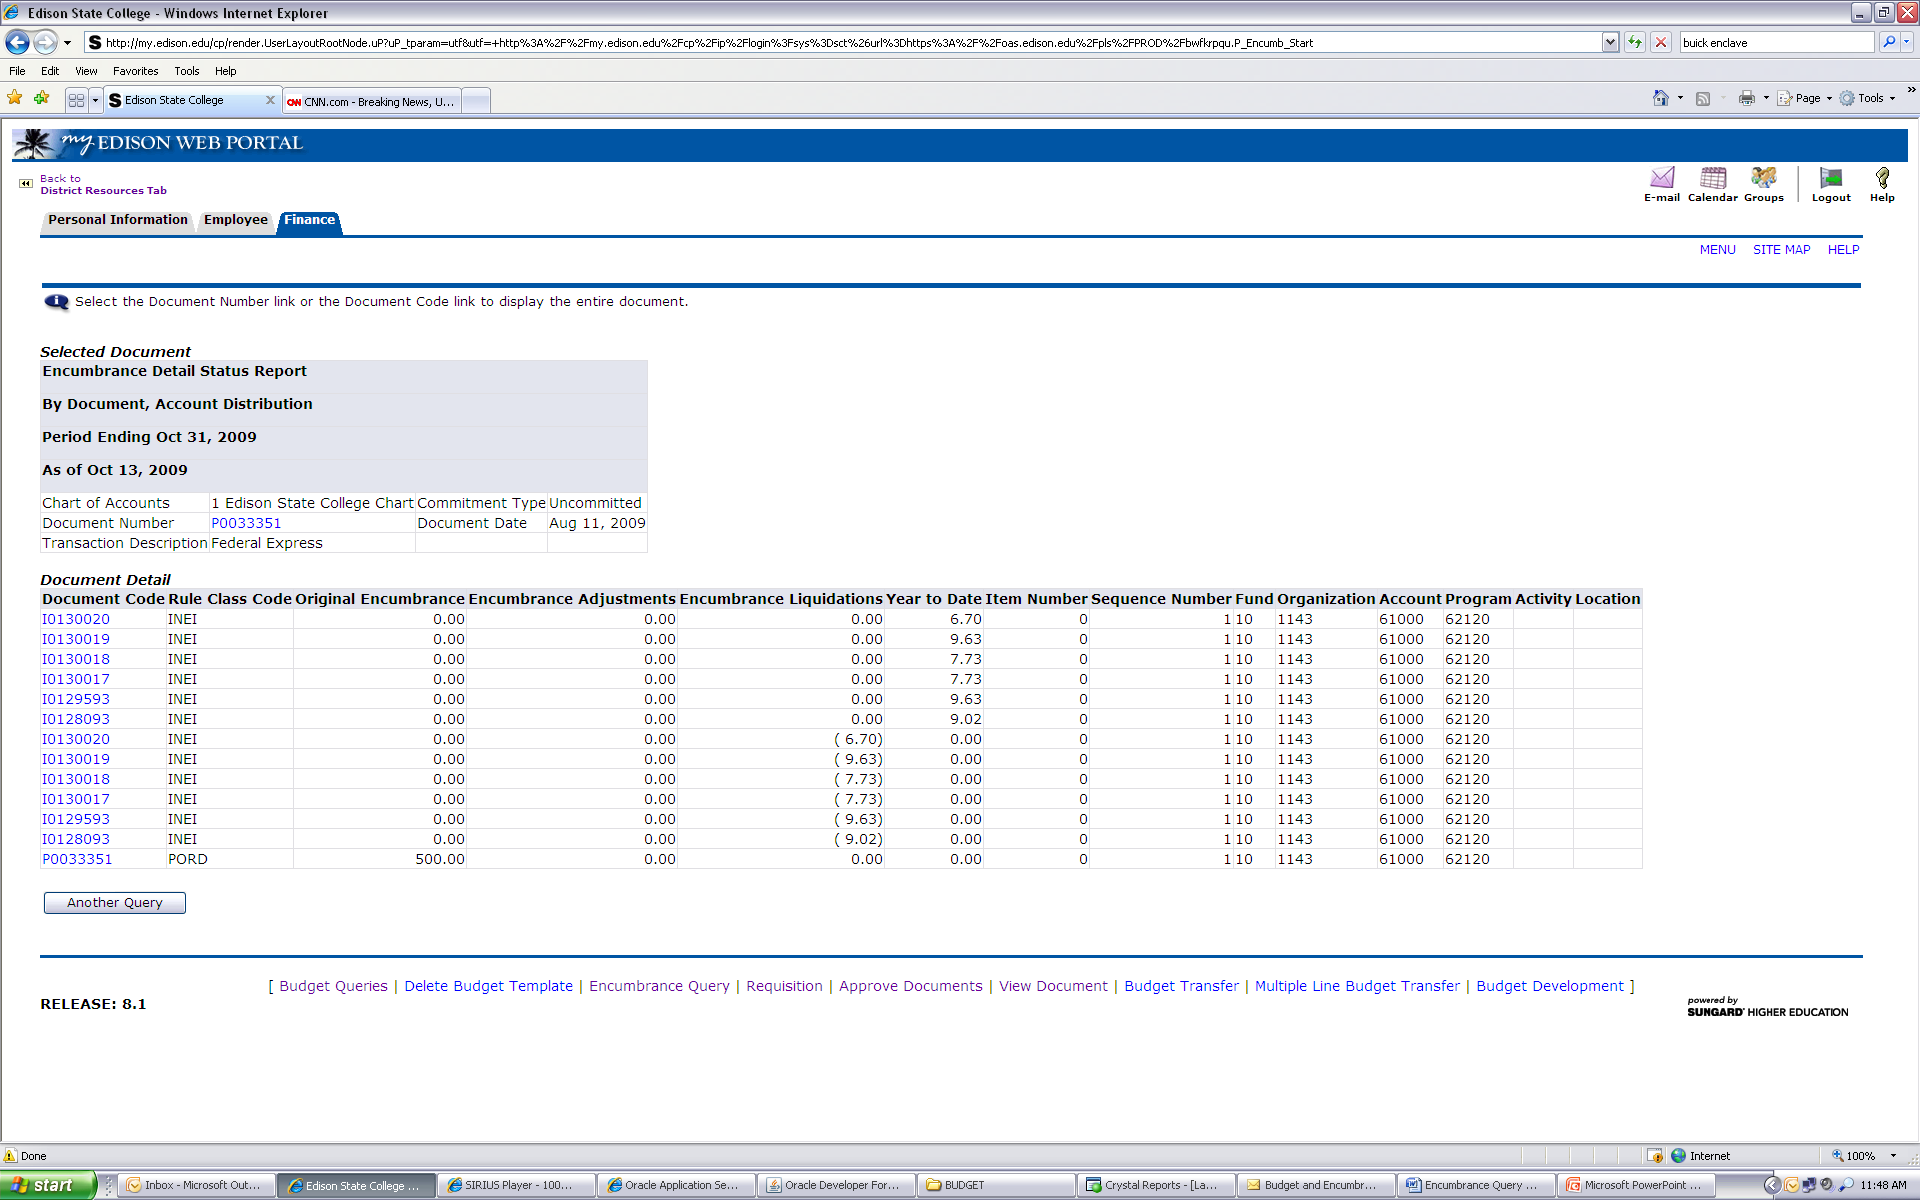 Edison State College - Windows Internet Explorer
http://my.edison.edu/cp/render.UserLayoutRootNode.uP?uP_tparam=utf&utf=+http%3A%2F%2Fmy.edison.edu%2Fcp%2Fip%2Flogin%3Fsys%3Dsct%26url%3Dhttps%3A%2F%2Foas.edison.edu%2Fpls%2FPROD%2Fbwfkrpqu.P_Encumb_Start
buick enclave
File Edit View Favorites Tools Help
Edison State College
CNN.com - Breaking News, U...
Page Tools
my EDISON WEB PORTAL
Back to
District Resources Tab
E-mail Calendar Groups Logout Help
Personal Information Employee Finance
MENU SITE MAP HELP
Select the Document Number link or the Document Code link to display the entire document.
Selected Document
Encumbrance Detail Status Report
By Document, Account Distribution
Period Ending Oct 31, 2009
As of Oct 13, 2009
Chart of Accounts 1 Edison State College Chart Commitment Type Uncommitted
Document Number P0033351 Document Date Aug 11, 2009
Transaction Description Federal Express
Document Detail
Document Code Rule Class Code Original Encumbrance Encumbrance Adjustments Encumbrance Liquidations Year to Date Item Number Sequence Number Fund Organization Account Program Activity Location
I0130020 INEI 0.00 0.00 0.00 6.70 0 1 10 1143 61000 62120
I0130019 INEI 0.00 0.00 0.00 9.63 0 1 10 1143 61000 62120
I0130018 INEI 0.00 0.00 0.00 7.73 0 1 10 1143 61000 62120
I0130017 INEI 0.00 0.00 0.00 7.73 0 1 10 1143 61000 62120
I0129593 INEI 0.00 0.00 0.00 9.63 0 1 10 1143 61000 62120
I0128093 INEI 0.00 0.00 0.00 9.02 0 1 10 1143 61000 62120
I0130020 INEI 0.00 0.00 ( 6.70) 0.00 0 1 10 1143 61000 62120
I0130019 INEI 0.00 0.00 ( 9.63) 0.00 0 1 10 1143 61000 62120
I0130018 INEI 0.00 0.00 ( 7.73) 0.00 0 1 10 1143 61000 62120
I0130017 INEI 0.00 0.00 ( 7.73) 0.00 0 1 10 1143 61000 62120
I0129593 INEI 0.00 0.00 ( 9.63) 0.00 0 1 10 1143 61000 62120
I0128093 INEI 0.00 0.00 ( 9.02) 0.00 0 1 10 1143 61000 62120
P0033351 PORD 500.00 0.00 0.00 0.00 0 1 10 1143 61000 62120
Another Query
[ Budget Queries | Delete Budget Template | Encumbrance Query | Requisition | Approve Documents | View Document | Budget Transfer | Multiple Line Budget Transfer | Budget Development ]
RELEASE: 8.1
powered by
SUNGARD HIGHER EDUCATION
Done
Internet
100%
start
Inbox - Microsoft Out...
Edison State College ...
SIRIUS Player - 100...
Oracle Application Se...
Oracle Developer For...
BUDGET
Crystal Reports - [La...
Budget and Encumbr...
Encumbrance Query ...
Microsoft PowerPoint ...
11:48 AM